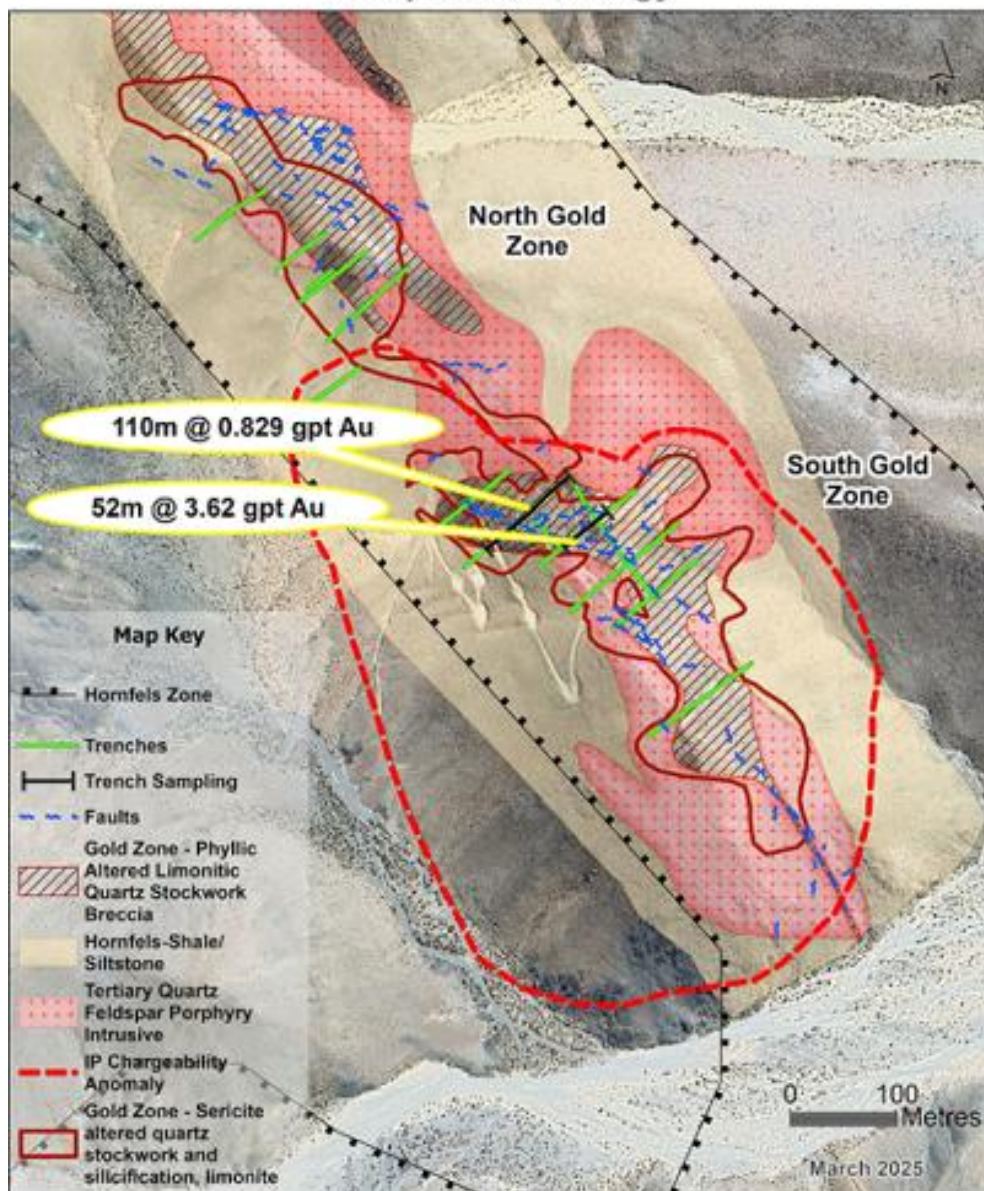 N
North Gold
Zone
110m @ 0.829 gpt Au
South Gold
Zone
52m @ 3.62 gpt Au
Map Key
Hornfels Zone
Trenches
Trench Sampling
Faults
Gold Zone - Phyllic
Altered Limonitic
Quartz Stockwork
Breccia
Hornfels-Shale/
Siltstone
Tertiary Quartz
Feldspar Porphyry
Intrusive
IP Chargeability
Anomaly
Gold Zone - Sericite
altered quartz
stockwork and
silicification, limonite
0 100
Metres
March 2025